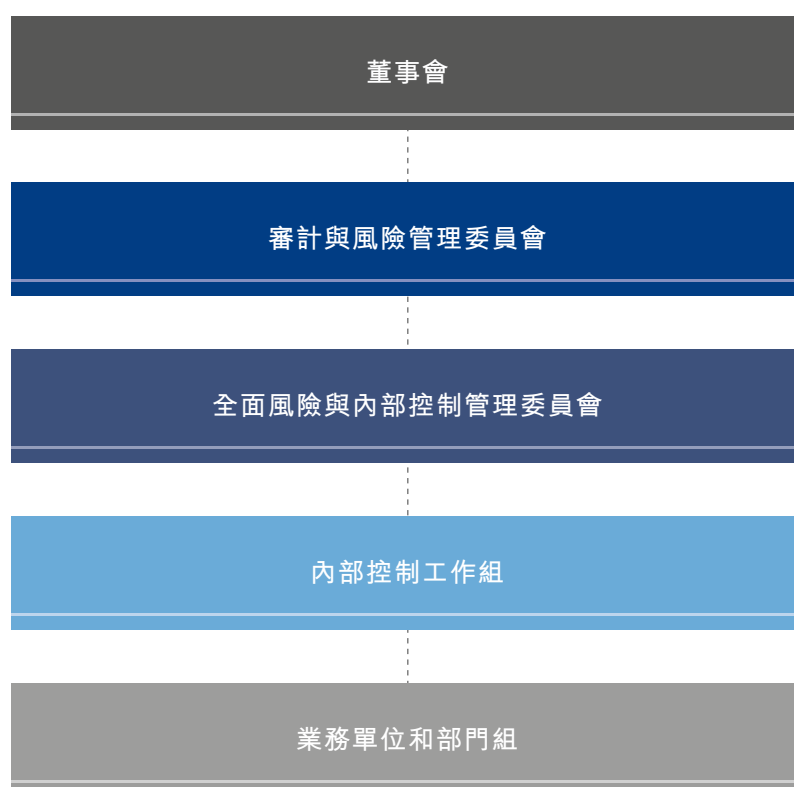 董事會
審計與風險管理委員會
全面風險與內部控制管理委員會
內部控制工作組
業務單位和部門組